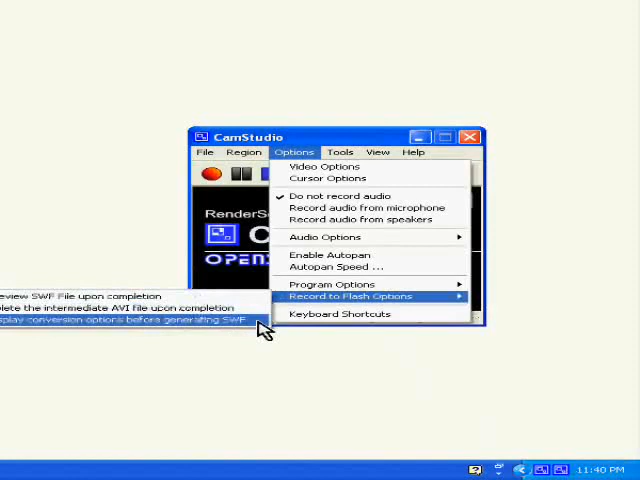 CamStudio
File Region Options Tools View Help
Video Options
Cursor Options
Do not record audio
Record audio from microphone
Record audio from speakers
Audio Options
Enable Autopan
Autopan Speed ...
Program Options
Record to Flash Options
Keyboard Shortcuts
RenderSo
C
OPENI
eview SWF File upon completion
lete the intermediate AVI file upon completion
splay conversion options before generating SWF
11:40 PM